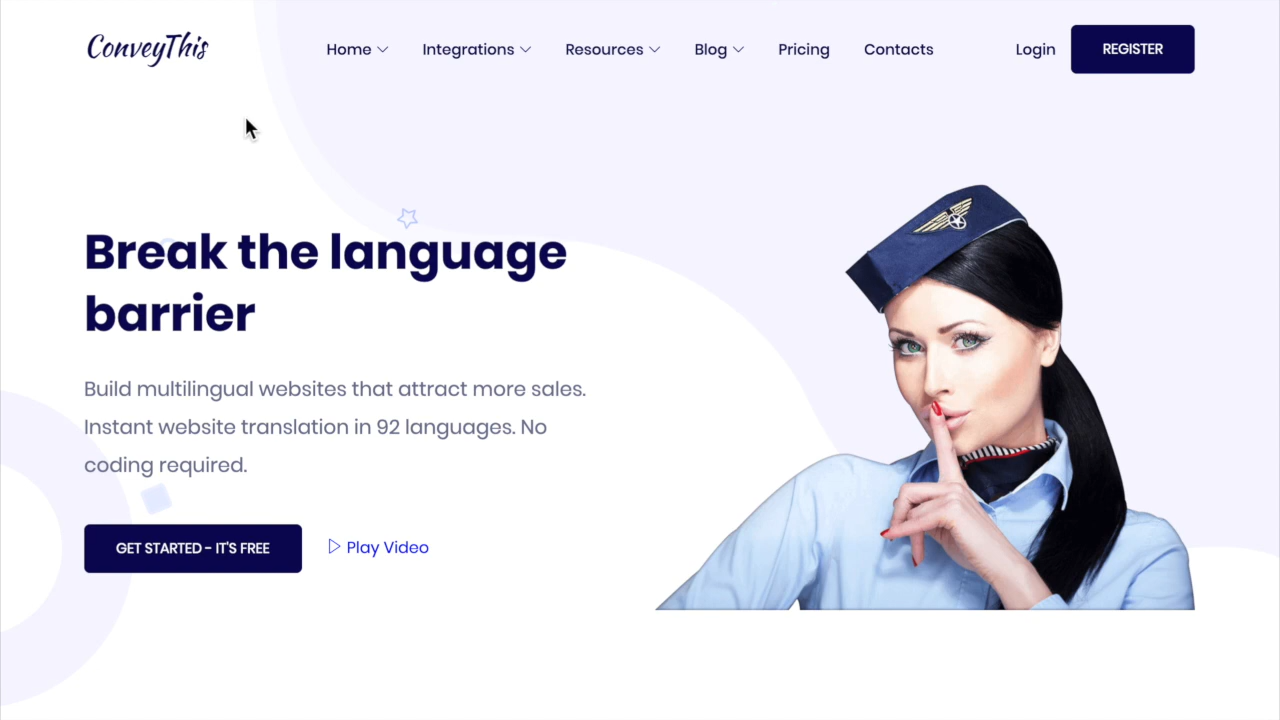 ConveyThis
Home
Integrations
Resources
Blog
Pricing
Contacts
Login
REGISTER
Break the language
barrier
Build multilingual websites that attract more sales.
Instant website translation in 92 languages. No
coding required.
GET STARTED - IT'S FREE
Play Video